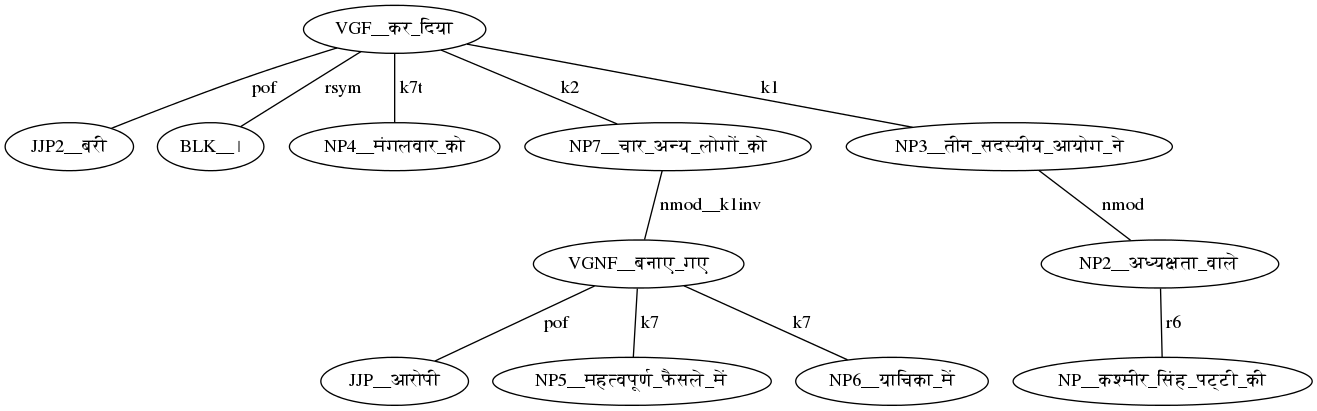 VGF__कर_दिया
pof rsym k7t k2 k1
JJP2__बरी BLK__। NP4__मंगलवार_को NP7__चार_अन्य_लोगों_को NP3__तीन_सदस्यीय_आयोग_ने
nmod__k1inv nmod
VGNF__बनाए_गए NP2__अध्यक्षता_वाले
pof k7 k7 r6
JJP__आरोपी NP5__महत्वपूर्ण_फैसले_में NP6__याचिका_में NP__कश्मीर_सिंह_पट्टी_की